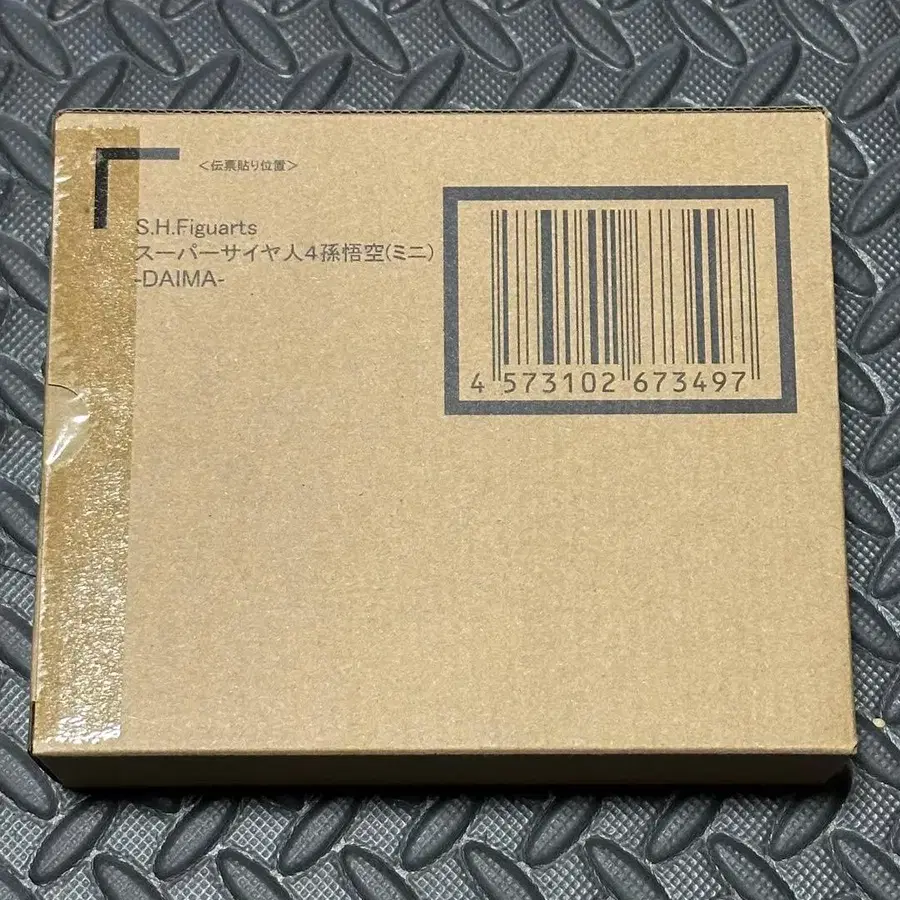 ＜伝票貼り位置＞
S.H.Figuarts
スーパーサイヤ人4孫悟空(ミニ)
-DAIMA-
4 573102 673497